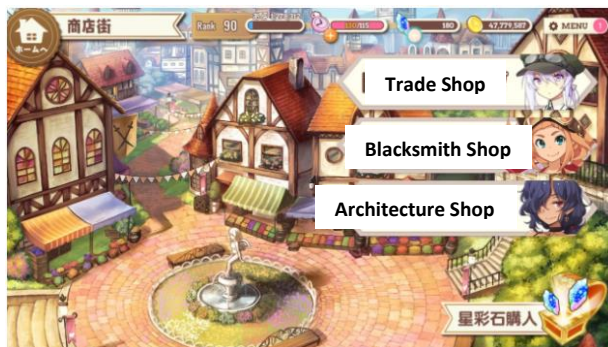 商店街
Rank 90
180
47,779,587
MENU
ホームへ
Trade Shop
Blacksmith Shop
Architecture Shop
星彩石購入